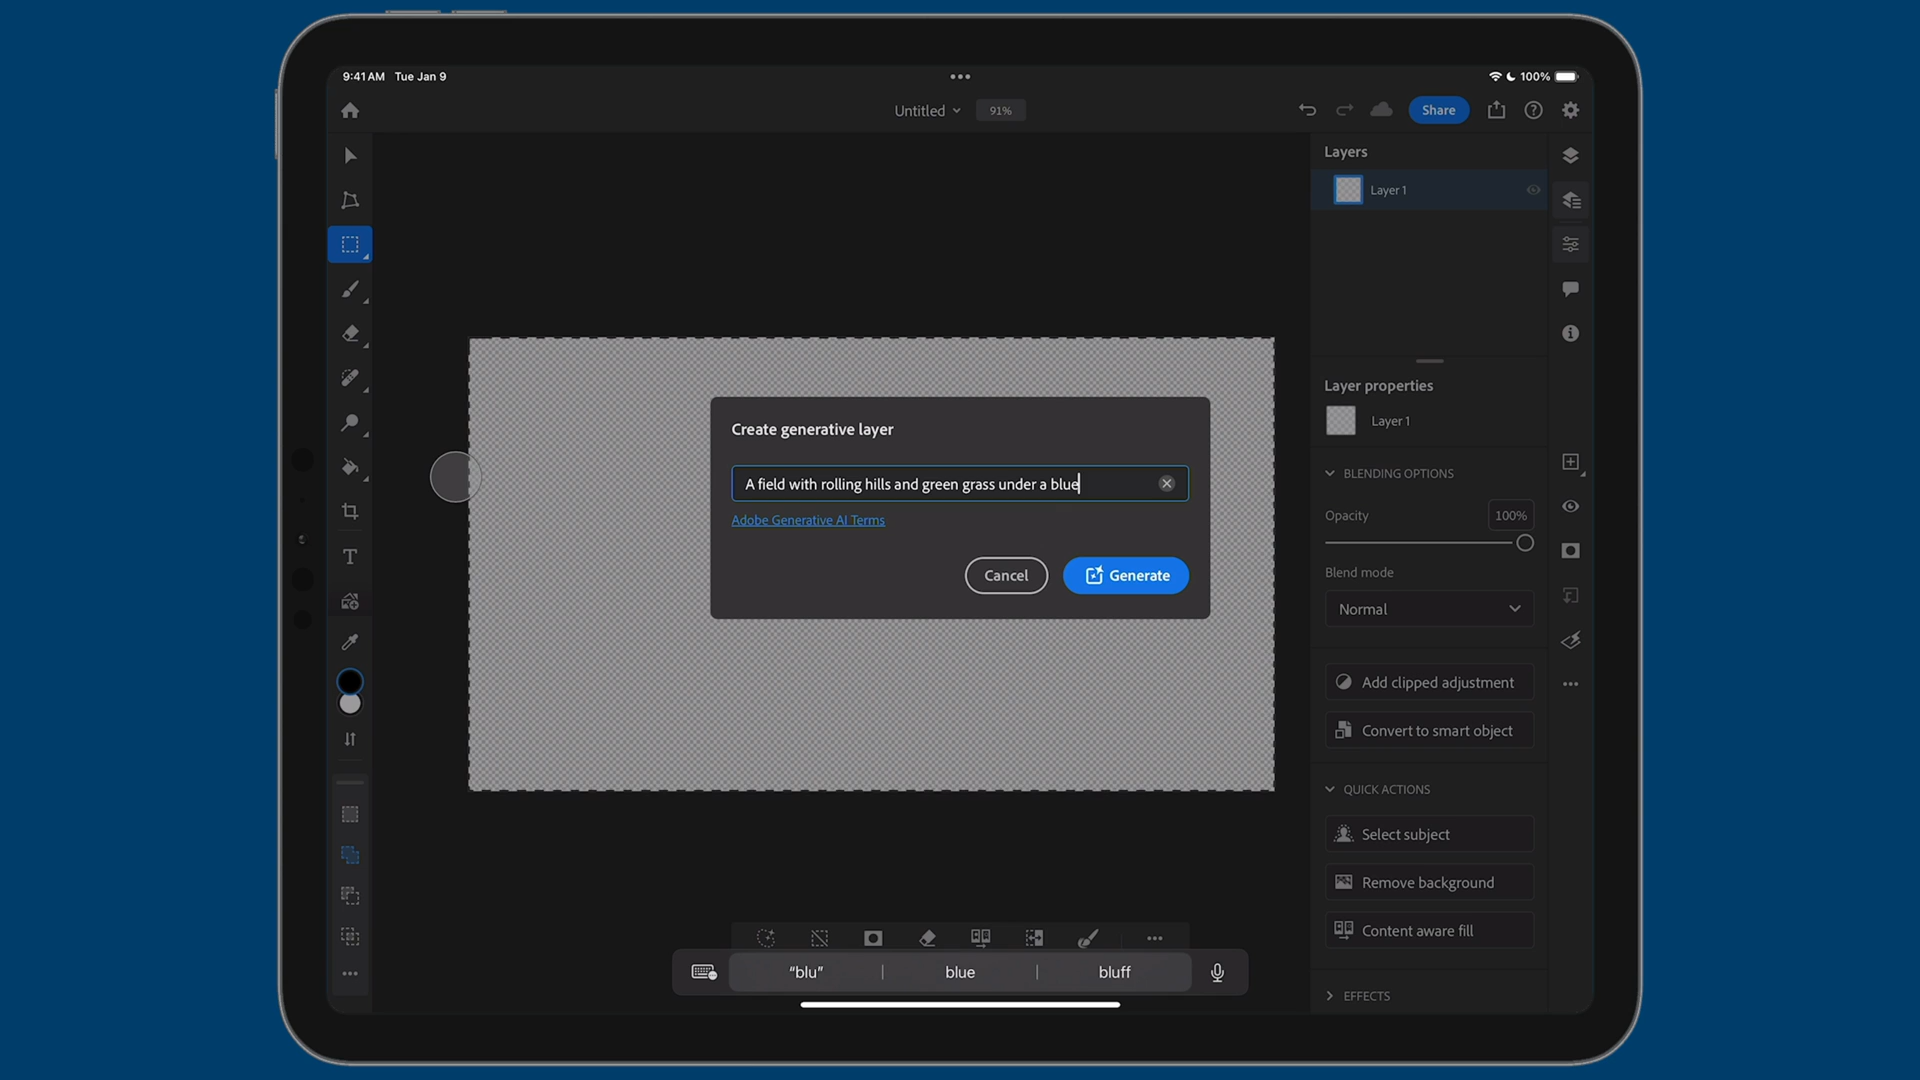 9:41 AM Tue Jan 9
100%
Untitled
91%
Share
Layers
Layer 1
Layer properties
Layer 1
BLENDING OPTIONS
Opacity
100%
Blend mode
Normal
Add clipped adjustment
Convert to smart object
QUICK ACTIONS
Select subject
Remove background
Content aware fill
EFFECTS
Create generative layer
A field with rolling hills and green grass under a blue
Adobe Generative AI Terms
Cancel
Generate
"blu"
blue
bluff